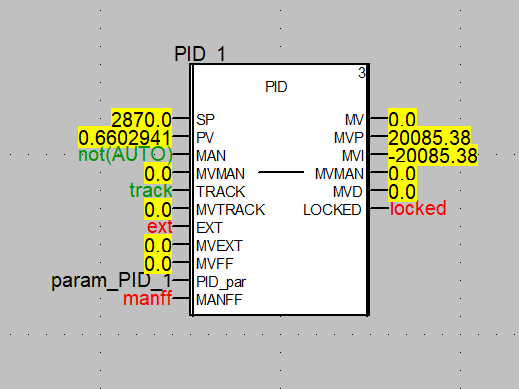 PID_1
3
PID
2870.0 SP MV 0.0
0.6602941 PV MVP 20085.38
not(AUTO) MAN MVI -20085.38
0.0 MVMAN MVMAN 0.0
track TRACK MVD 0.0
0.0 MVTRACK LOCKED locked
ext EXT
0.0 MVEXT
0.0 MVFF
param_PID_1 PID_par
manff MANFF